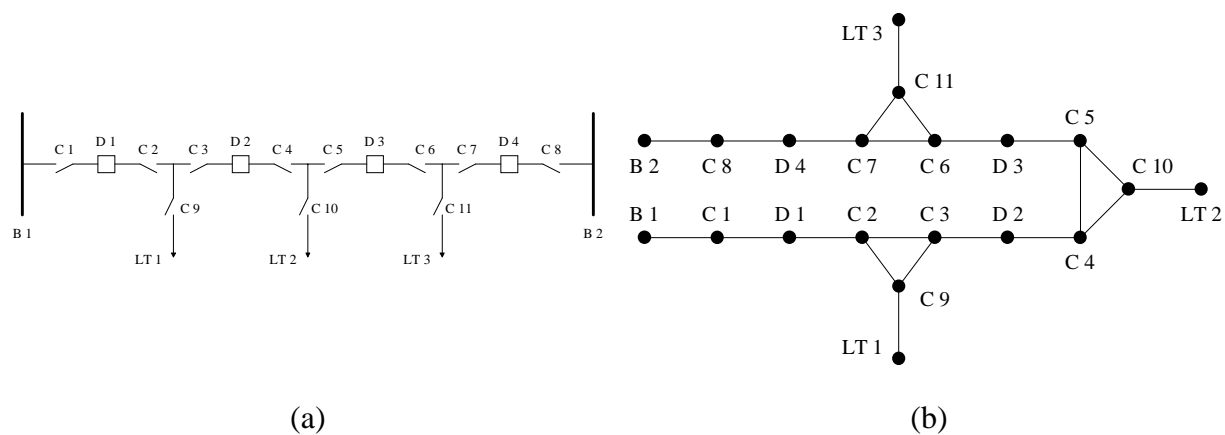 C 1 D 1 C 2 C 3 D 2 C 4 C 5 D 3 C 6 C 7 D 4 C 8
C 9 C 10 C 11
B 1 B 2
LT 1 LT 2 LT 3
(a)
LT 3
C 11
C 5
B 2 C 8 D 4 C 7 C 6 D 3
C 10
B 1 C 1 D 1 C 2 C 3 D 2
LT 2
C 4
C 9
LT 1
(b)